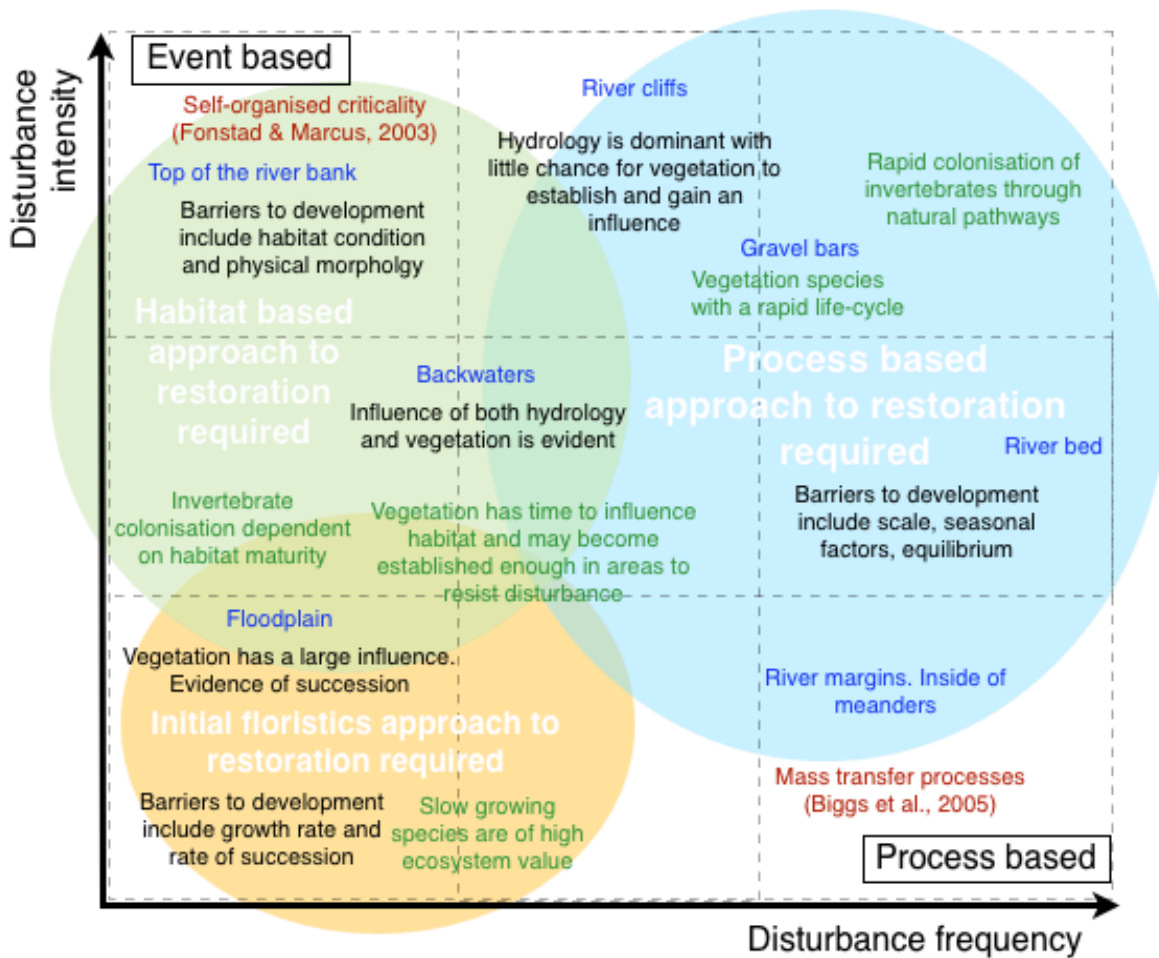 Disturbance
intensity
Event based
Self-organised criticality
(Fonstad & Marcus, 2003)
Top of the river bank
Barriers to development
include habitat condition
and physical morpholgy
Habitat based
approach to
restoration
required
River cliffs
Hydrology is dominant with
little chance for vegetation to
establish and gain an
influence
Rapid colonisation of
invertebrates through
natural pathways
Gravel bars
Vegetation species
with a rapid life-cycle
Process based
approach to restoration
required
River bed
Barriers to development
include scale, seasonal
factors, equilibrium
Backwaters
Influence of both hydrology
and vegetation is evident
Invertebrate
colonisation dependent
on habitat maturity
Vegetation has time to influence
habitat and may become
established enough in areas to
resist disturbance
Floodplain
Vegetation has a large influence.
Evidence of succession
Initial floristics approach to
restoration required
Barriers to development
include growth rate and
rate of succession
Slow growing
species are of high
ecosystem value
River margins. Inside of
meanders
Mass transfer processes
(Biggs et al., 2005)
Process based
Disturbance frequency